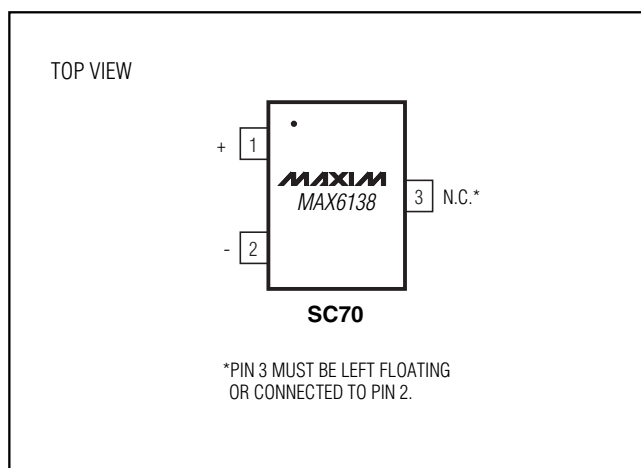 TOP VIEW
+ 1
MAXIM
MAX6138
3 N.C.*
- 2
SC70
*PIN 3 MUST BE LEFT FLOATING
OR CONNECTED TO PIN 2.